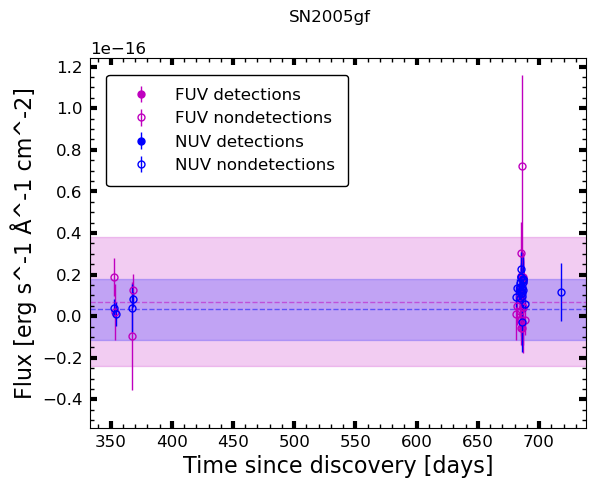 SN2005gf
1e−16
1.2
1.0
0.8
0.6
0.4
0.2
0.0
−0.2
−0.4
Flux [erg s^-1 Å^-1 cm^-2]
FUV detections
FUV nondetections
NUV detections
NUV nondetections
350 400 450 500 550 600 650 700
Time since discovery [days]